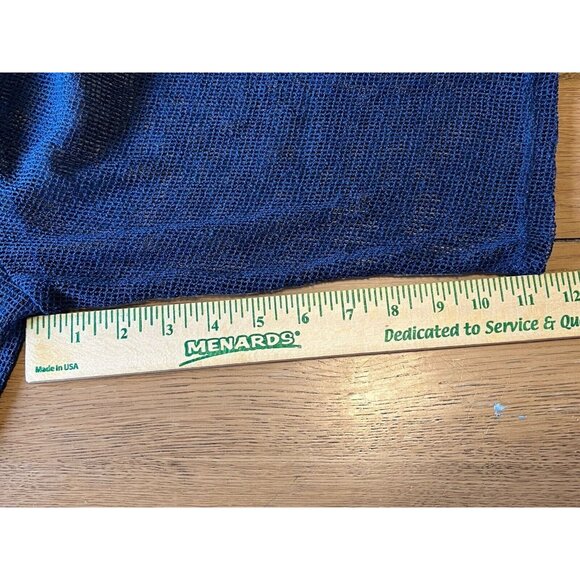 1 2 3 4 5 6 7 8 9 10 11 12
MENARDS®
Dedicated to Service & Qu
Made in USA